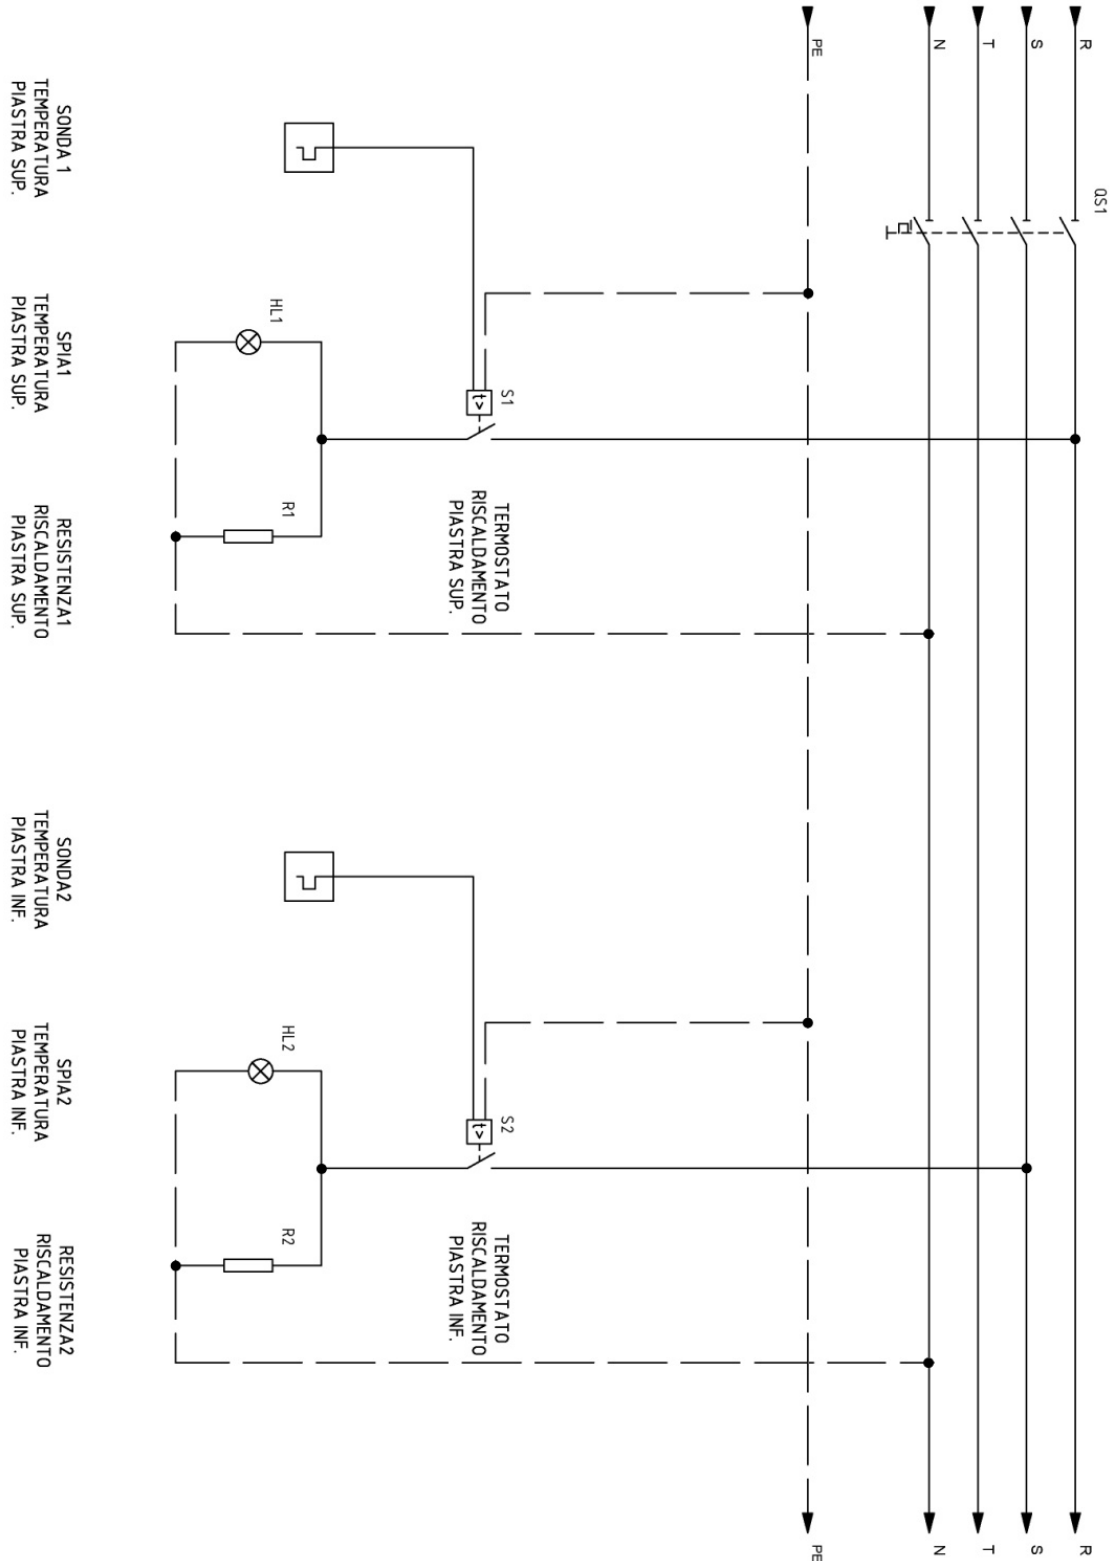 QS1
R
R
S
S
T
T
N
N
PE
PE
S1
S2
TERMOSTATO
RISCALDAMENTO
PIASTRA SUP.
TERMOSTATO
RISCALDAMENTO
PIASTRA INF.
t>
t>
HL1
R1
HL2
R2
SONDA 1
TEMPERATURA
PIASTRA SUP.
SPIA1
TEMPERATURA
PIASTRA SUP.
RESISTENZA1
RISCALDAMENTO
PIASTRA SUP.
SONDA2
TEMPERATURA
PIASTRA INF.
SPIA2
TEMPERATURA
PIASTRA INF.
RESISTENZA2
RISCALDAMENTO
PIASTRA INF.